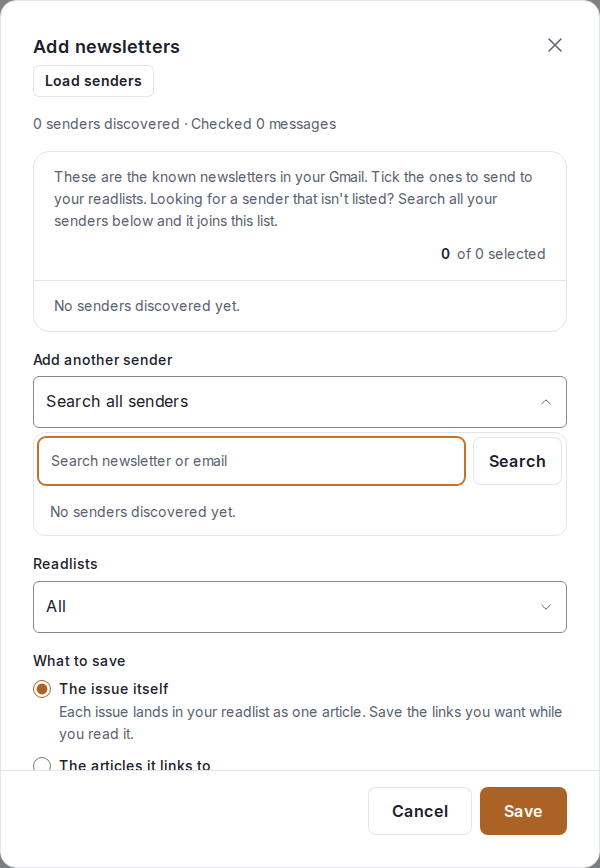 Add newsletters
Load senders
0 senders discovered · Checked 0 messages
These are the known newsletters in your Gmail. Tick the ones to send to
your readlists. Looking for a sender that isn't listed? Search all your
senders below and it joins this list.
0 of 0 selected
No senders discovered yet.
Add another sender
Search all senders
Search newsletter or email
Search
No senders discovered yet.
Readlists
All
What to save
The issue itself
Each issue lands in your readlist as one article. Save the links you want while
you read it.
The articles it links to
Cancel
Save